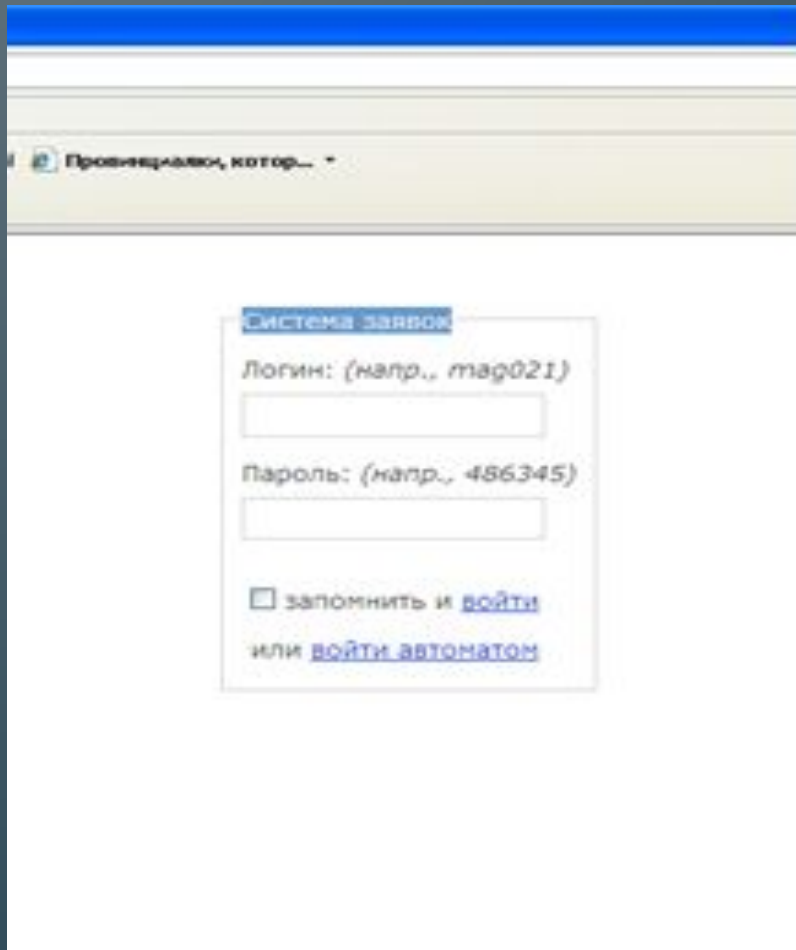 Провинциалки, котор...
Система заявок
Логин: (напр., mag021)
Пароль: (напр., 486345)
запомнить и войти
или войти автоматом